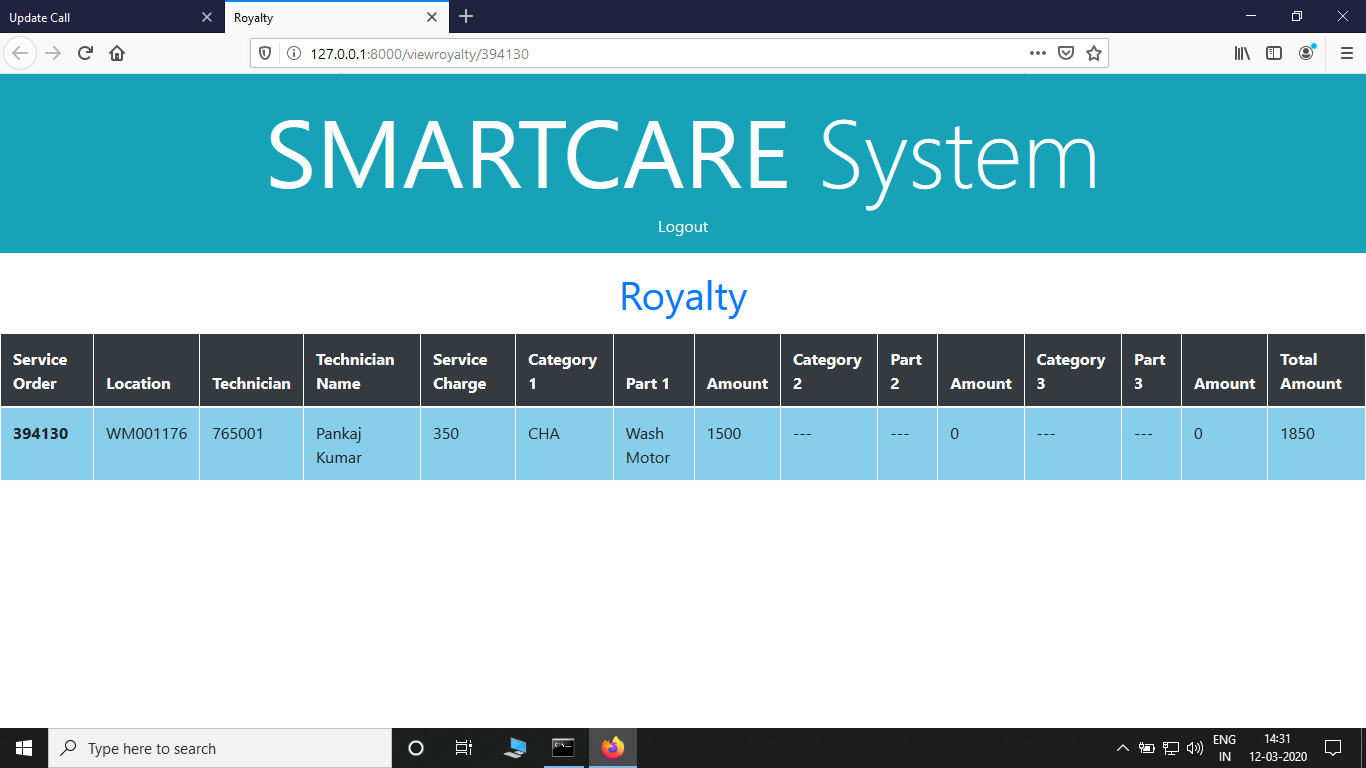 Update Call
Royalty
127.0.0.1:8000/viewroyalty/394130
SMARTCARE System
Logout
Royalty
Service Order Location Technician Technician Name Service Charge Category 1 Part 1 Amount Category 2 Part 2 Amount Category 3 Part 3 Amount Total Amount
394130 WM001176 765001 Pankaj Kumar 350 CHA Wash Motor 1500 --- --- 0 --- --- 0 1850
Type here to search
ENG
IN
14:31
12-03-2020